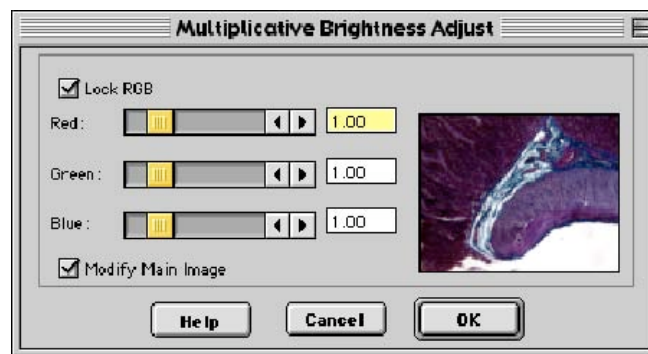 Multiplicative Brightness Adjust
Lock RGB
Red: 1.00
Green: 1.00
Blue: 1.00
Modify Main Image
Help Cancel OK